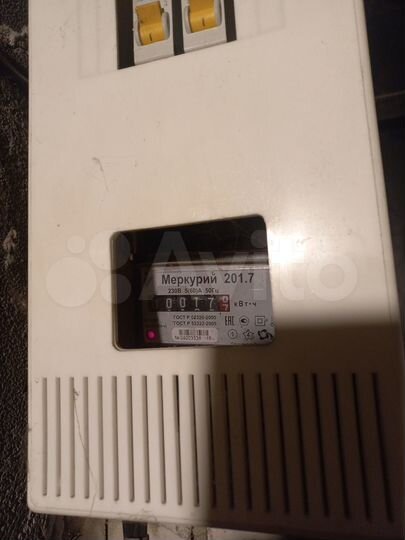 Avito
Меркурий 201.7
230В 5(60)А 50Гц
0017 кВт•ч
ГОСТ Р 52320-2005
ГОСТ Р 52322-2005